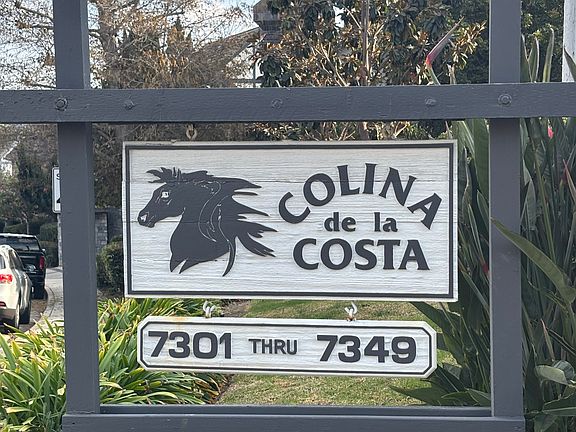 COLINA
de la
COSTA
7301 THRU 7349